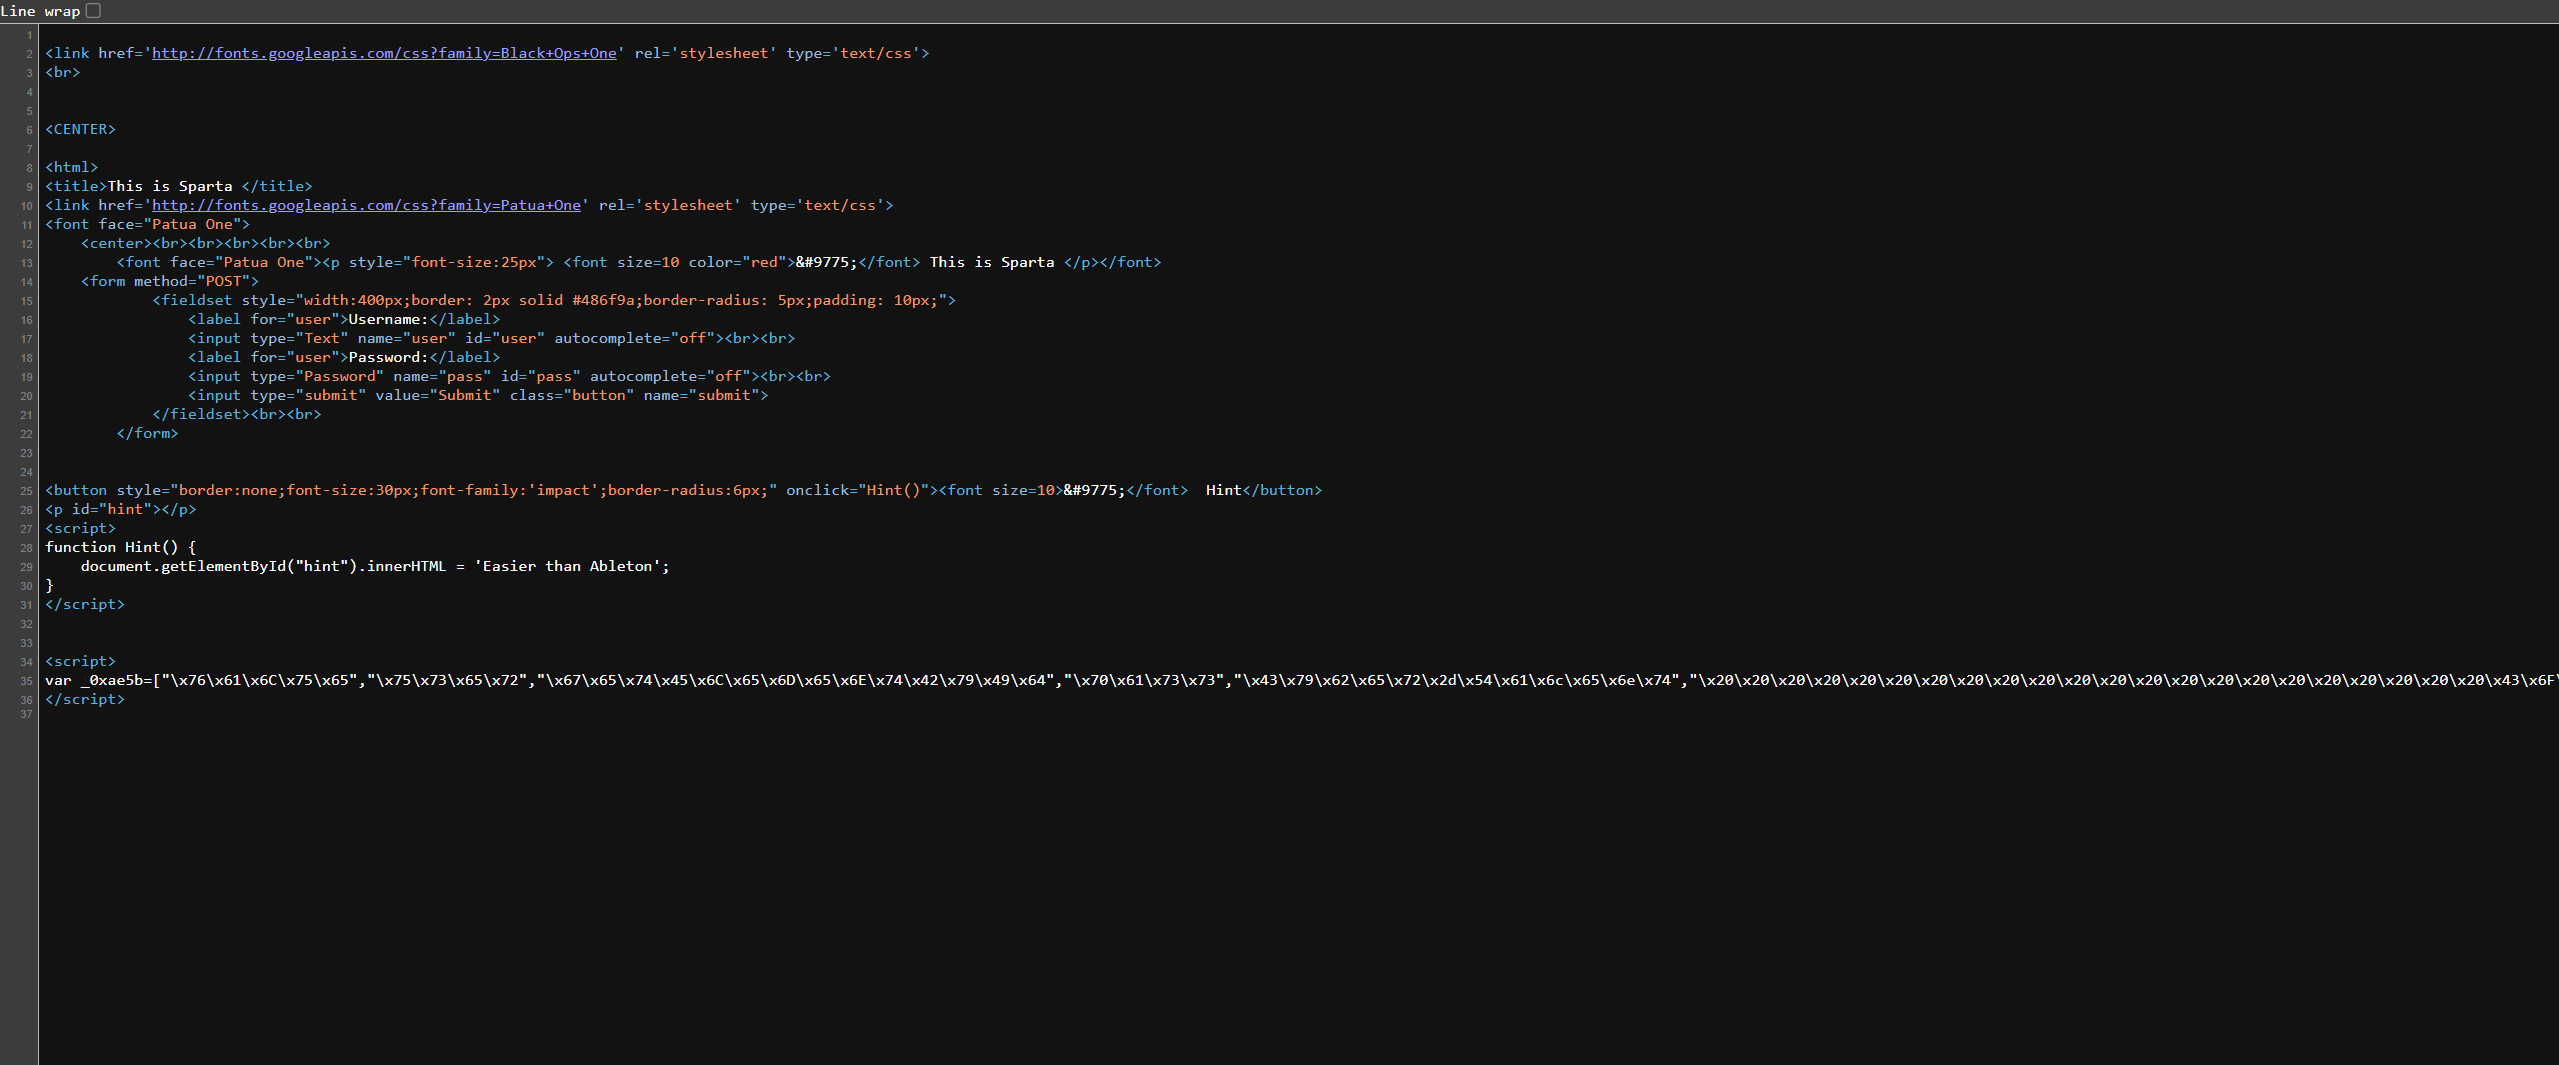 Line wrap
1
2 <link href='http://fonts.googleapis.com/css?family=Black+Ops+One' rel='stylesheet' type='text/css'>
3 <br>
4
5
6 <CENTER>
7
8 <html>
9 <title>This is Sparta </title>
10 <link href='http://fonts.googleapis.com/css?family=Patua+One' rel='stylesheet' type='text/css'>
11 <font face="Patua One">
12     <center><br><br><br><br><br>
13         <font face="Patua One"><p style="font-size:25px"> <font size=10 color="red">&#9775;</font> This is Sparta </p></font>
14     <form method="POST">
15             <fieldset style="width:400px;border: 2px solid #486f9a;border-radius: 5px;padding: 10px;">
16                 <label for="user">Username:</label>
17                 <input type="Text" name="user" id="user" autocomplete="off"><br><br>
18                 <label for="user">Password:</label>
19                 <input type="Password" name="pass" id="pass" autocomplete="off"><br><br>
20                 <input type="submit" value="Submit" class="button" name="submit">
21             </fieldset><br><br>
22         </form>
23
24
25 <button style="border:none;font-size:30px;font-family:'impact';border-radius:6px;" onclick="Hint()"><font size=10>&#9775;</font>  Hint</button>
26 <p id="hint"></p>
27 <script>
28 function Hint() {
29     document.getElementById("hint").innerHTML = 'Easier than Ableton';
30 }
31 </script>
32
33
34 <script>
35 var _0xae5b=["\x76\x61\x6C\x75\x65","\x75\x73\x65\x72","\x67\x65\x74\x45\x6C\x65\x6D\x65\x6E\x74\x42\x79\x49\x64","\x70\x61\x73\x73","\x43\x79\x62\x65\x72\x2d\x54\x61\x6c\x65\x6e\x74","\x20\x20\x20\x20\x20\x20\x20\x20\x20\x20\x20\x20\x20\x20\x20\x20\x20\x20\x20\x20\x20\x20\x43\x6F\
36 </script>
37